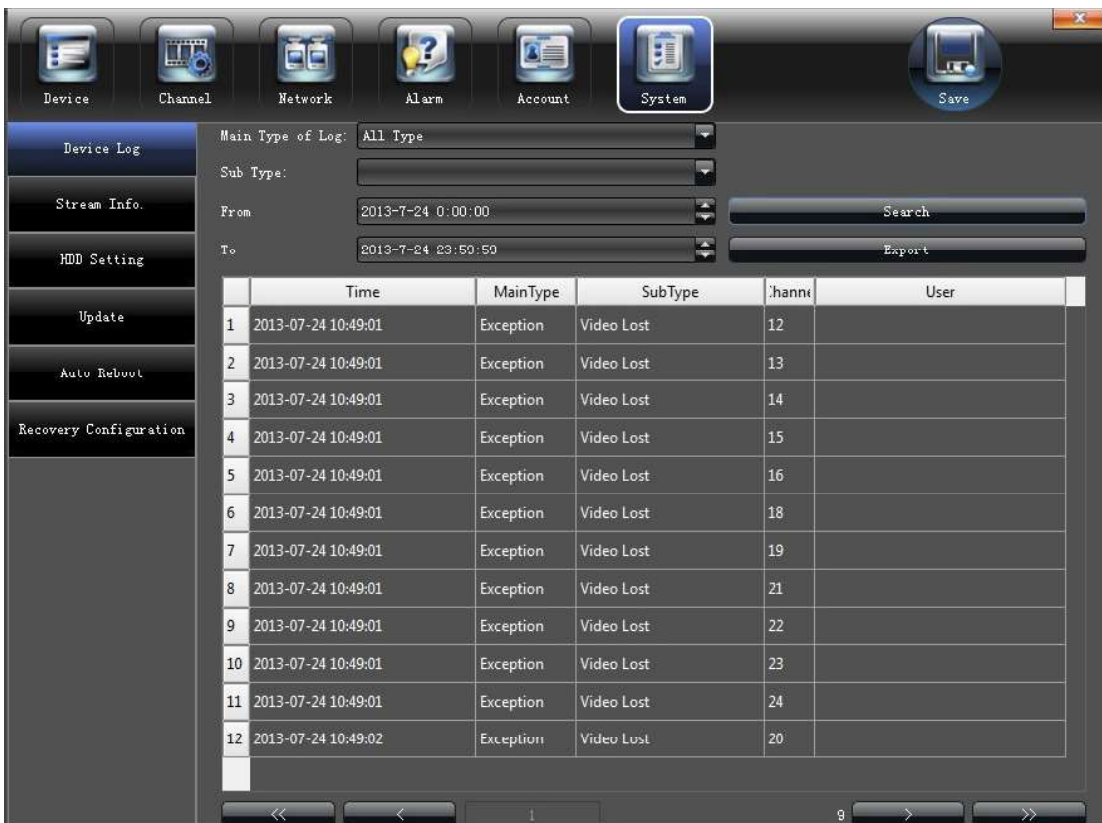 Device Channel Network Alarm Account System Save
Device Log
Stream Info.
HDD Setting
Update
Auto Reboot
Recovery Configuration
Main Type of Log: All Type
Sub Type:
From 2013-7-24 0:00:00 Search
To 2013-7-24 23:59:59 Export
Time MainType SubType Channe User
1 2013-07-24 10:49:01 Exception Video Lost 12
2 2013-07-24 10:49:01 Exception Video Lost 13
3 2013-07-24 10:49:01 Exception Video Lost 14
4 2013-07-24 10:49:01 Exception Video Lost 15
5 2013-07-24 10:49:01 Exception Video Lost 16
6 2013-07-24 10:49:01 Exception Video Lost 18
7 2013-07-24 10:49:01 Exception Video Lost 19
8 2013-07-24 10:49:01 Exception Video Lost 21
9 2013-07-24 10:49:01 Exception Video Lost 22
10 2013-07-24 10:49:01 Exception Video Lost 23
11 2013-07-24 10:49:01 Exception Video Lost 24
12 2013-07-24 10:49:02 Exception Video Lost 20
<< < 1 9 > >>